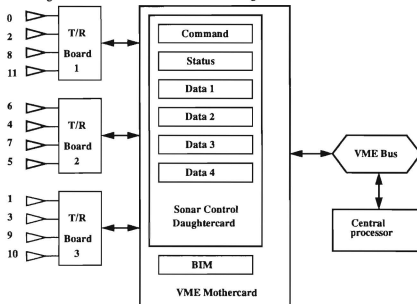 0
2
8
11
T/R
Board
1
6
4
7
5
T/R
Board
2
1
3
9
10
T/R
Board
3
Command
Status
Data 1
Data 2
Data 3
Data 4
Sonar Control
Daughtercard
BIM
VME Mothercard
VME Bus
Central
processor